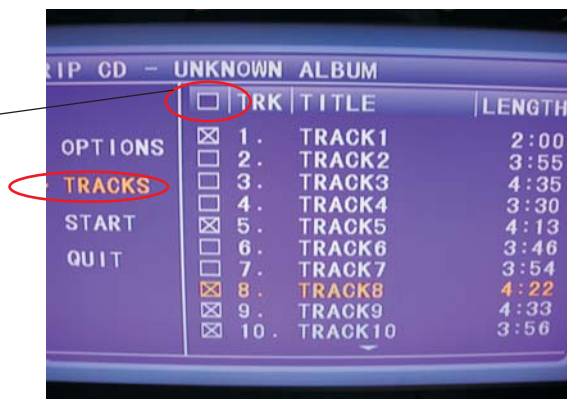 RIP CD - UNKNOWN ALBUM
TRK TITLE LENGTH
OPTIONS
TRACKS
START
QUIT
1. TRACK1 2:00
2. TRACK2 3:55
3. TRACK3 4:35
4. TRACK4 3:30
5. TRACK5 4:13
6. TRACK6 3:46
7. TRACK7 3:54
8. TRACK8 4:22
9. TRACK9 4:33
10. TRACK10 3:56